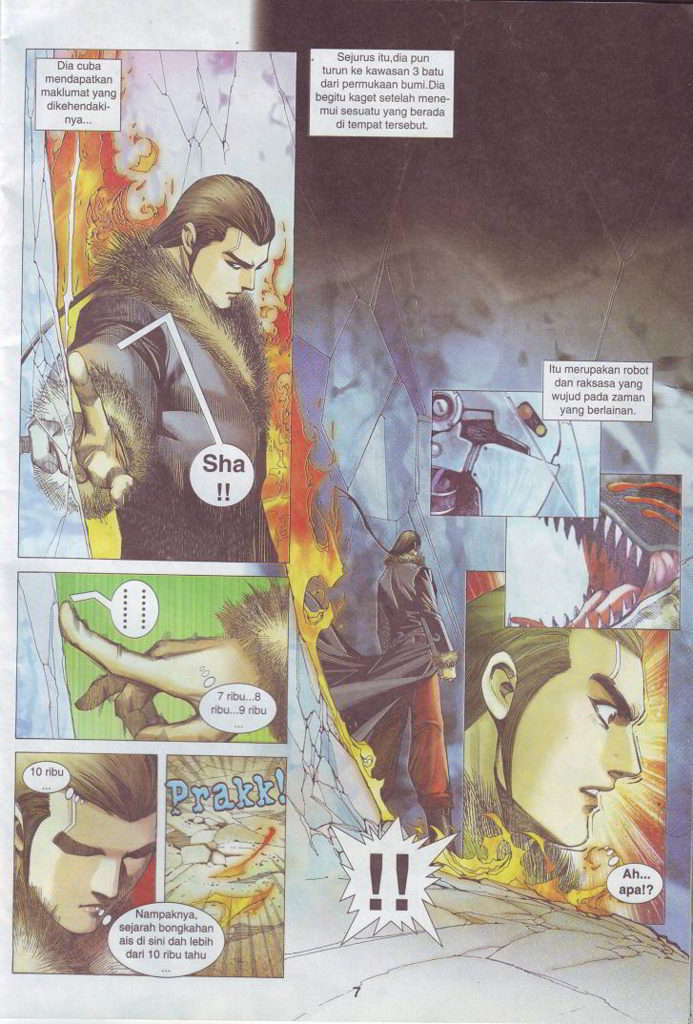 Dia cuba
mendapatkan
maklumat yang
dikehendaki-
nya...
Sha
!!
.......
7 ribu...8
ribu...9 ribu
...
10 ribu
...
Prakk!
Nampaknya,
sejarah bongkahan
ais di sini dah lebih
dari 10 ribu tahu
...
Sejurus itu,dia pun
turun ke kawasan 3 batu
dari permukaan bumi.Dia
begitu kaget setelah mene-
mui sesuatu yang berada
di tempat tersebut.
Itu merupakan robot
dan raksasa yang
wujud pada zaman
yang berlainan.
!!
Ah...
apa!?
7